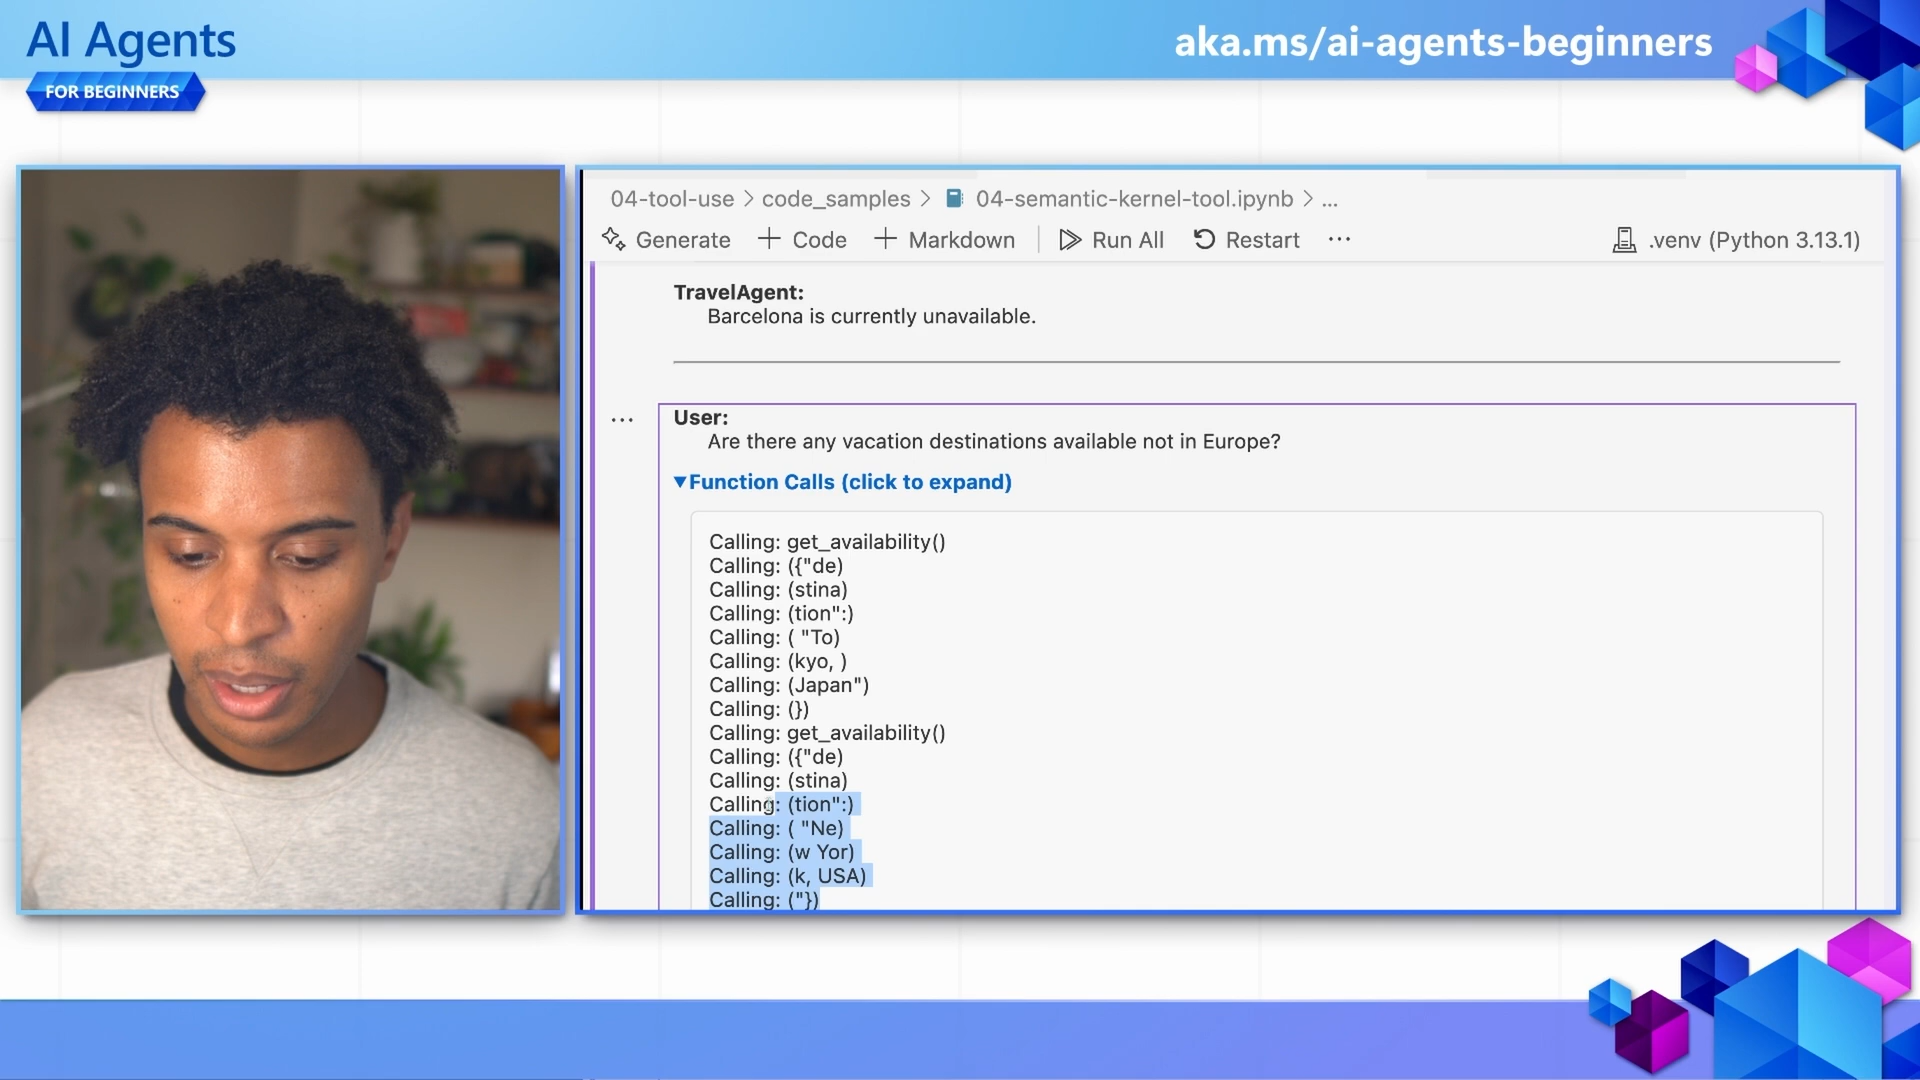 AI Agents
FOR BEGINNERS
aka.ms/ai-agents-beginners
04-tool-use > code_samples > 04-semantic-kernel-tool.ipynb > ...
Generate + Code + Markdown | Run All Restart ... .venv (Python 3.13.1)
TravelAgent:
Barcelona is currently unavailable.
...
User:
Are there any vacation destinations available not in Europe?
▼Function Calls (click to expand)
Calling: get_availability()
Calling: ({"de)
Calling: (stina)
Calling: (tion":)
Calling: ( "To)
Calling: (kyo, )
Calling: (Japan")
Calling: (})
Calling: get_availability()
Calling: ({"de)
Calling: (stina)
Calling: (tion":)
Calling: ( "Ne)
Calling: (w Yor)
Calling: (k, USA)
Calling: ("})